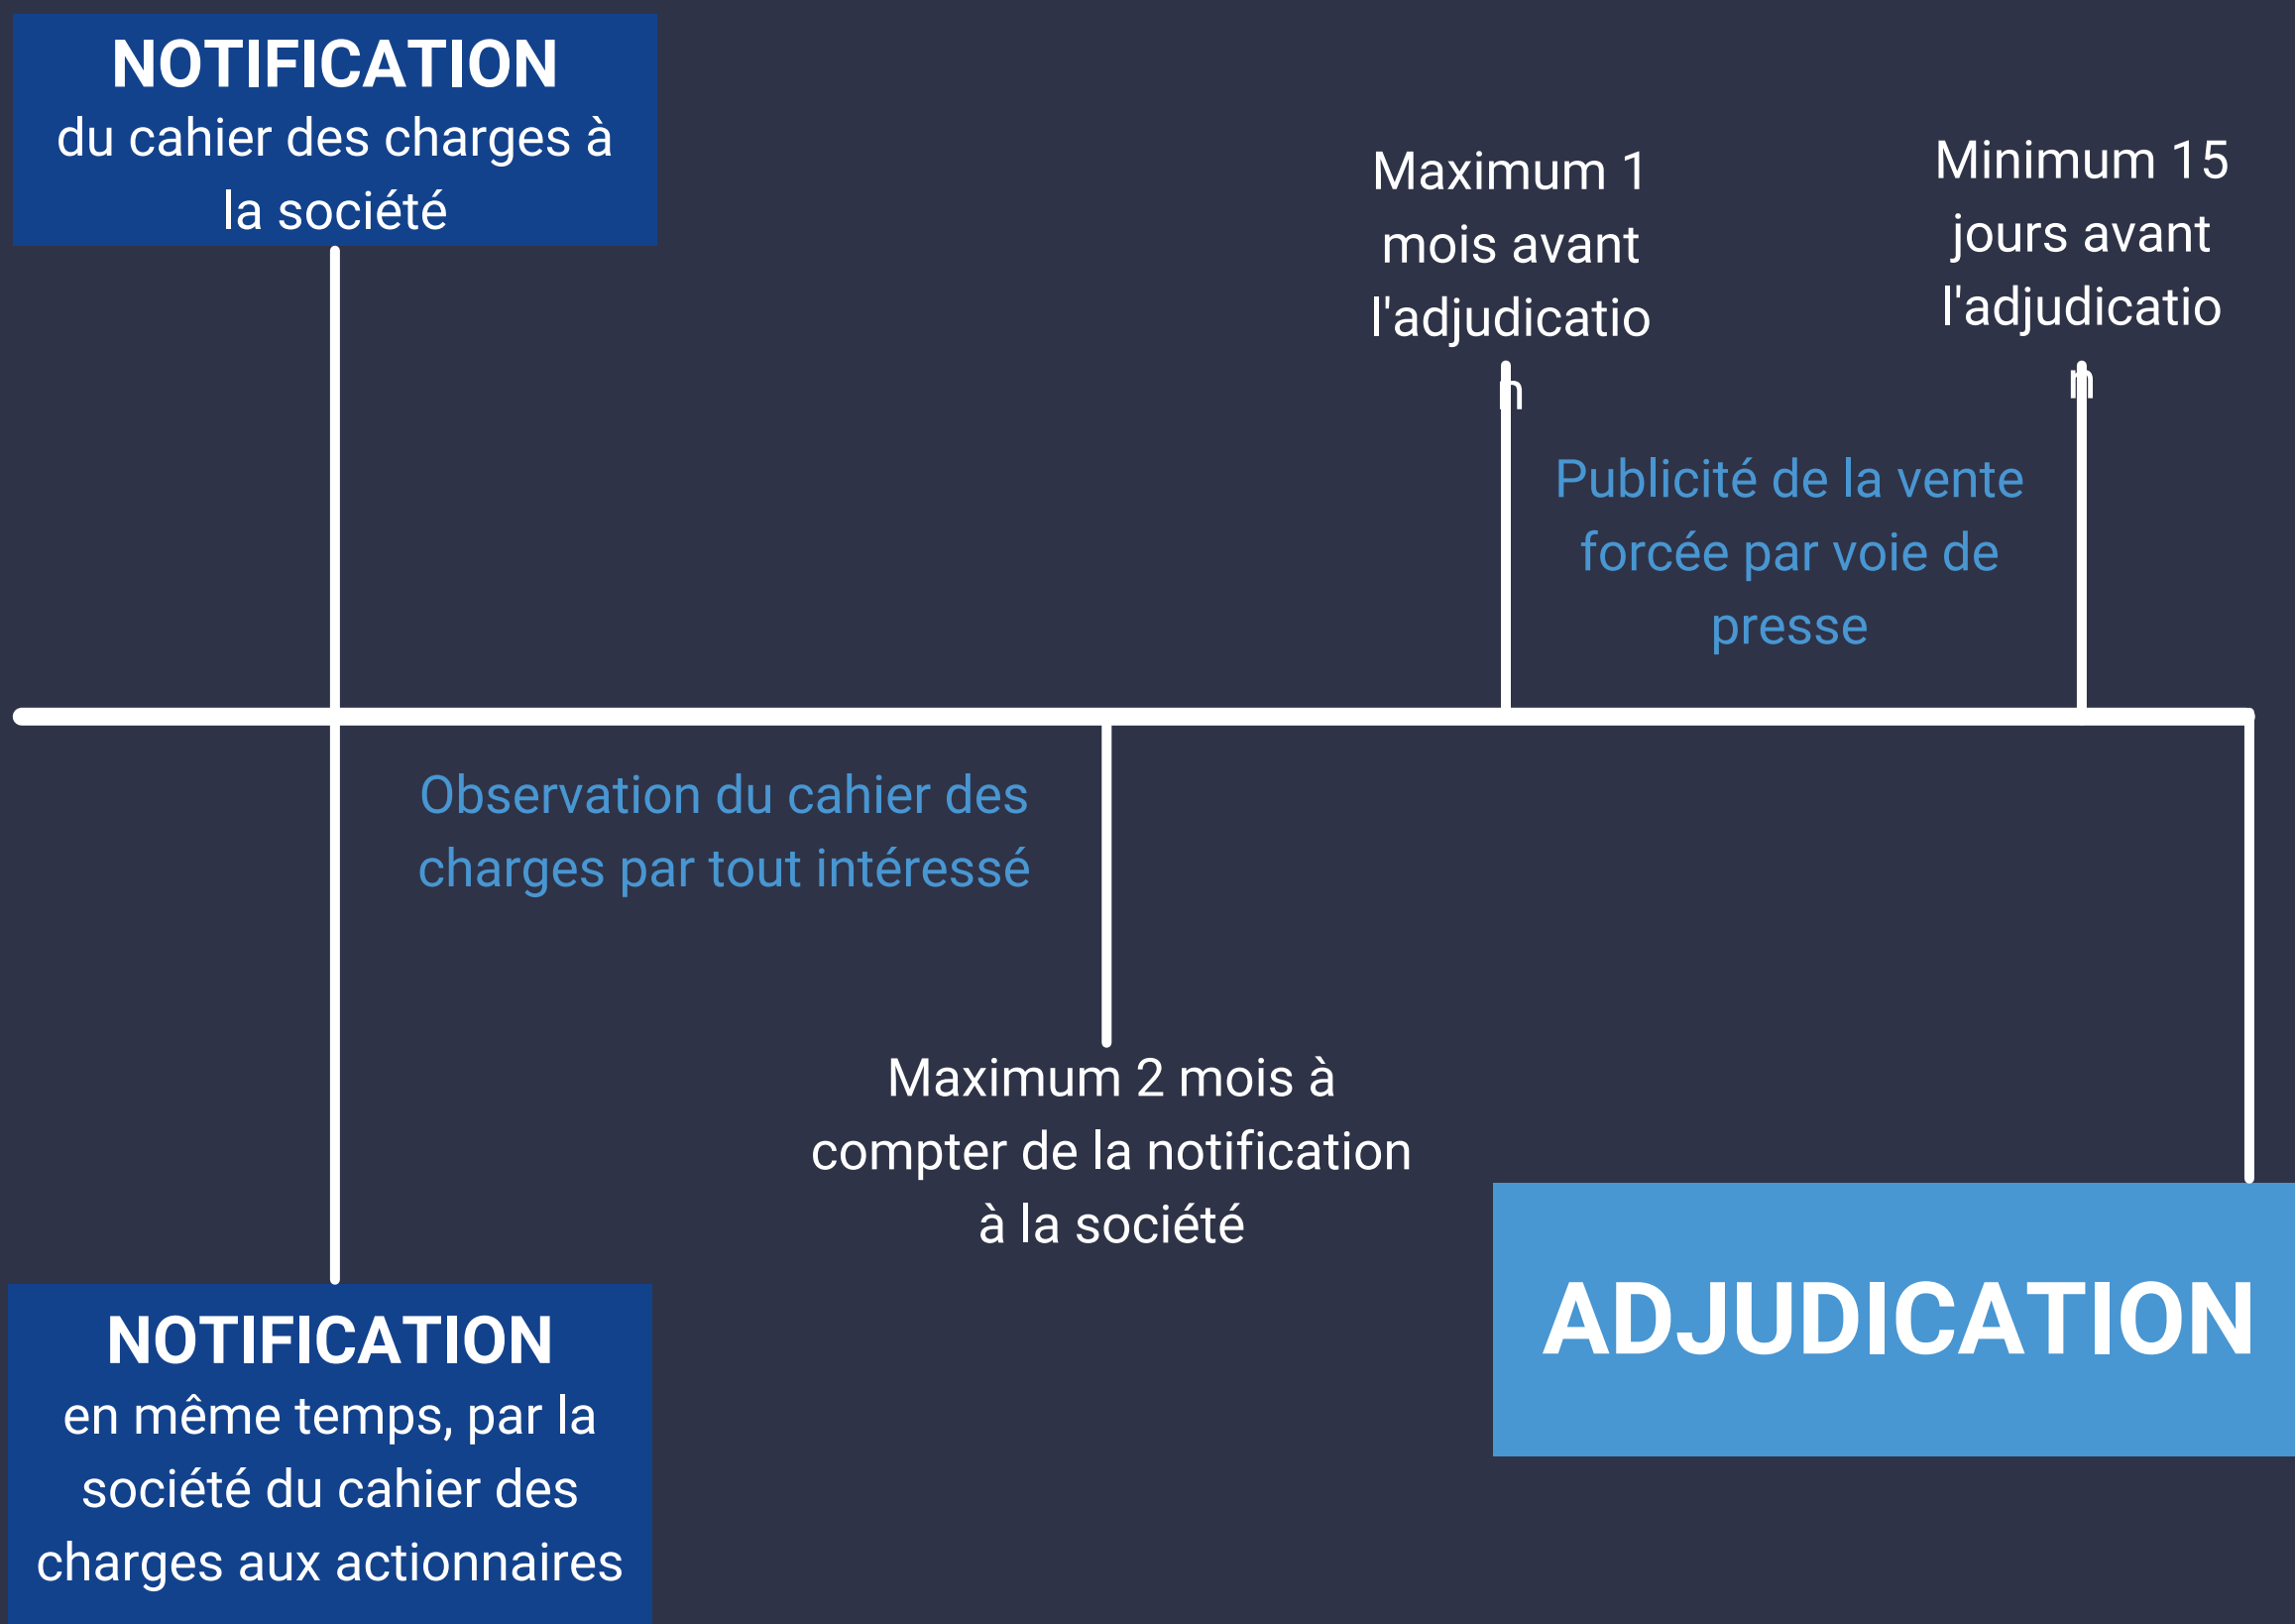 NOTIFICATION
du cahier des charges à
la société
Maximum 1
mois avant
l'adjudicatio
n
Minimum 15
jours avant
l'adjudicatio
n
Publicité de la vente
forcée par voie de
presse
Observation du cahier des
charges par tout intéressé
Maximum 2 mois à
compter de la notification
à la société
ADJUDICATION
NOTIFICATION
en même temps, par la
société du cahier des
charges aux actionnaires